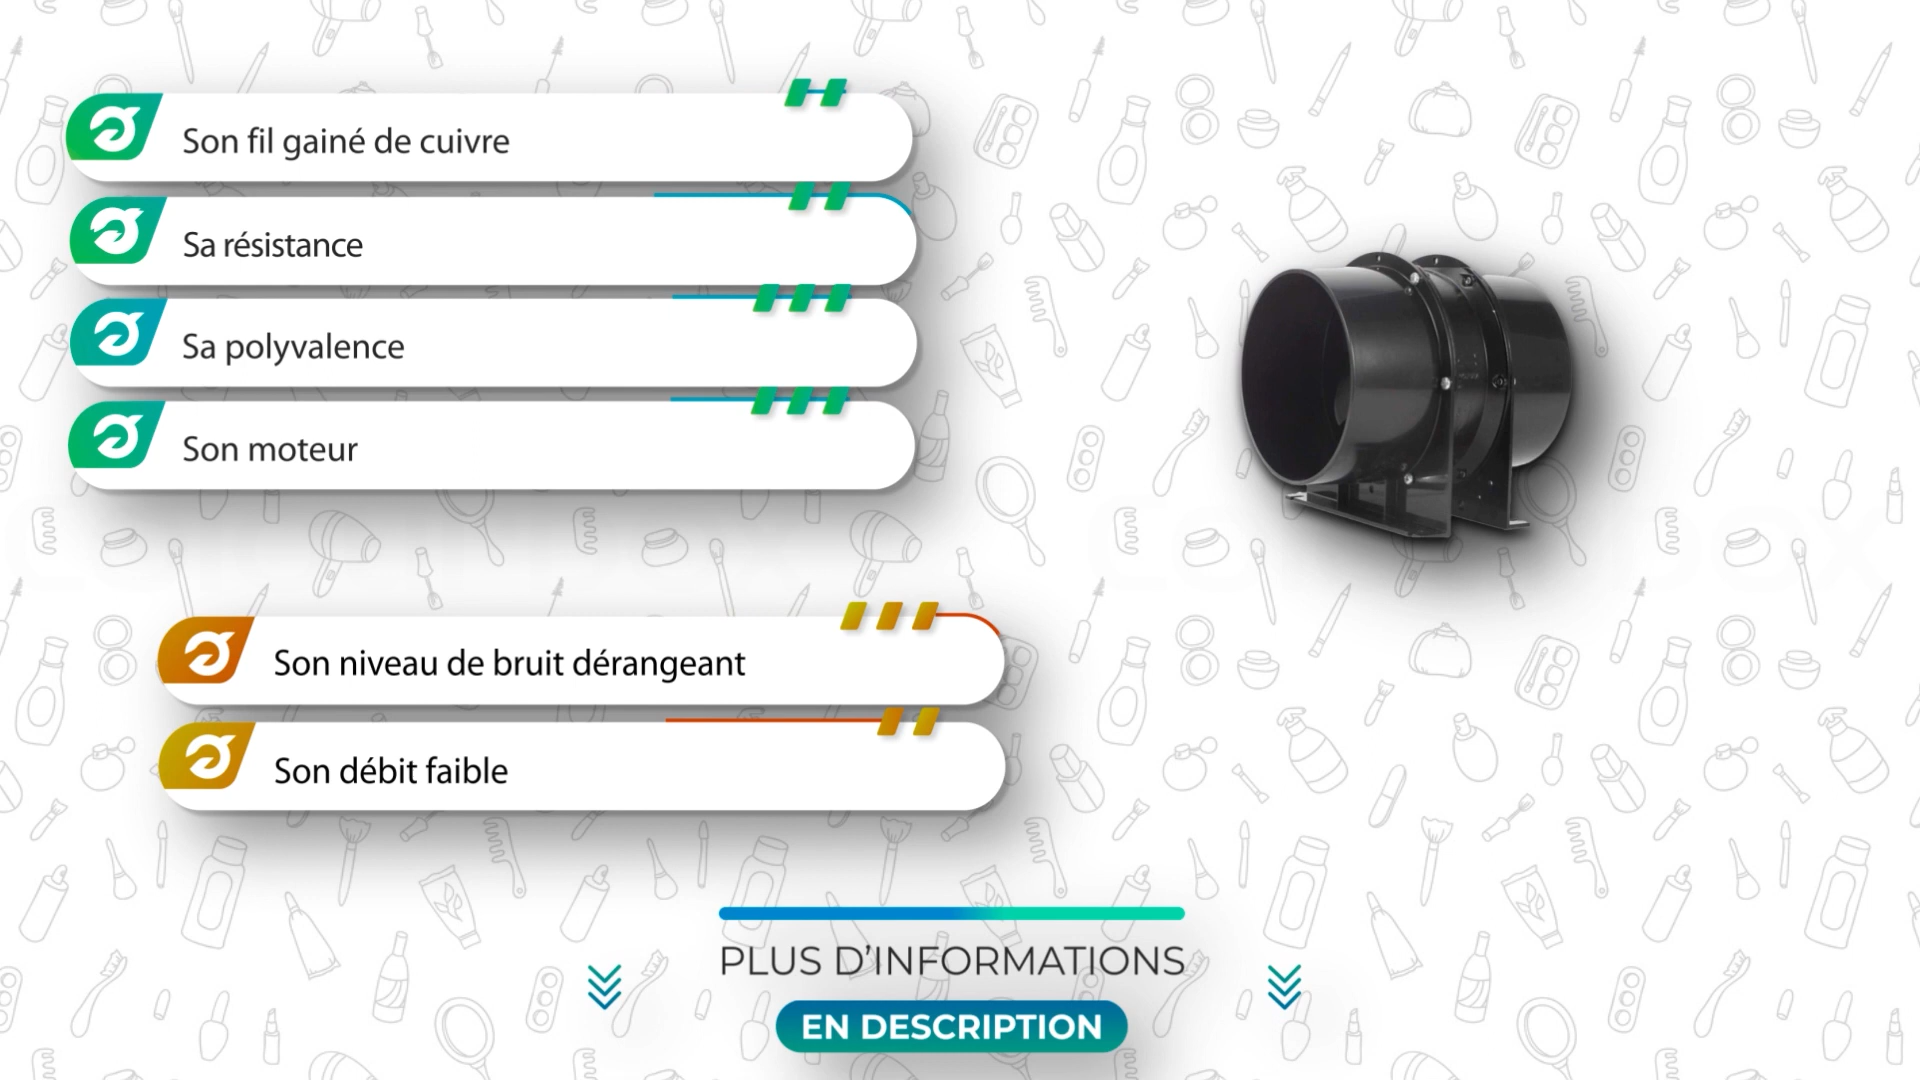 Son fil gainé de cuivre
Sa résistance
Sa polyvalence
Son moteur
Son niveau de bruit dérangeant
Son débit faible
PLUS D’INFORMATIONS
EN DESCRIPTION